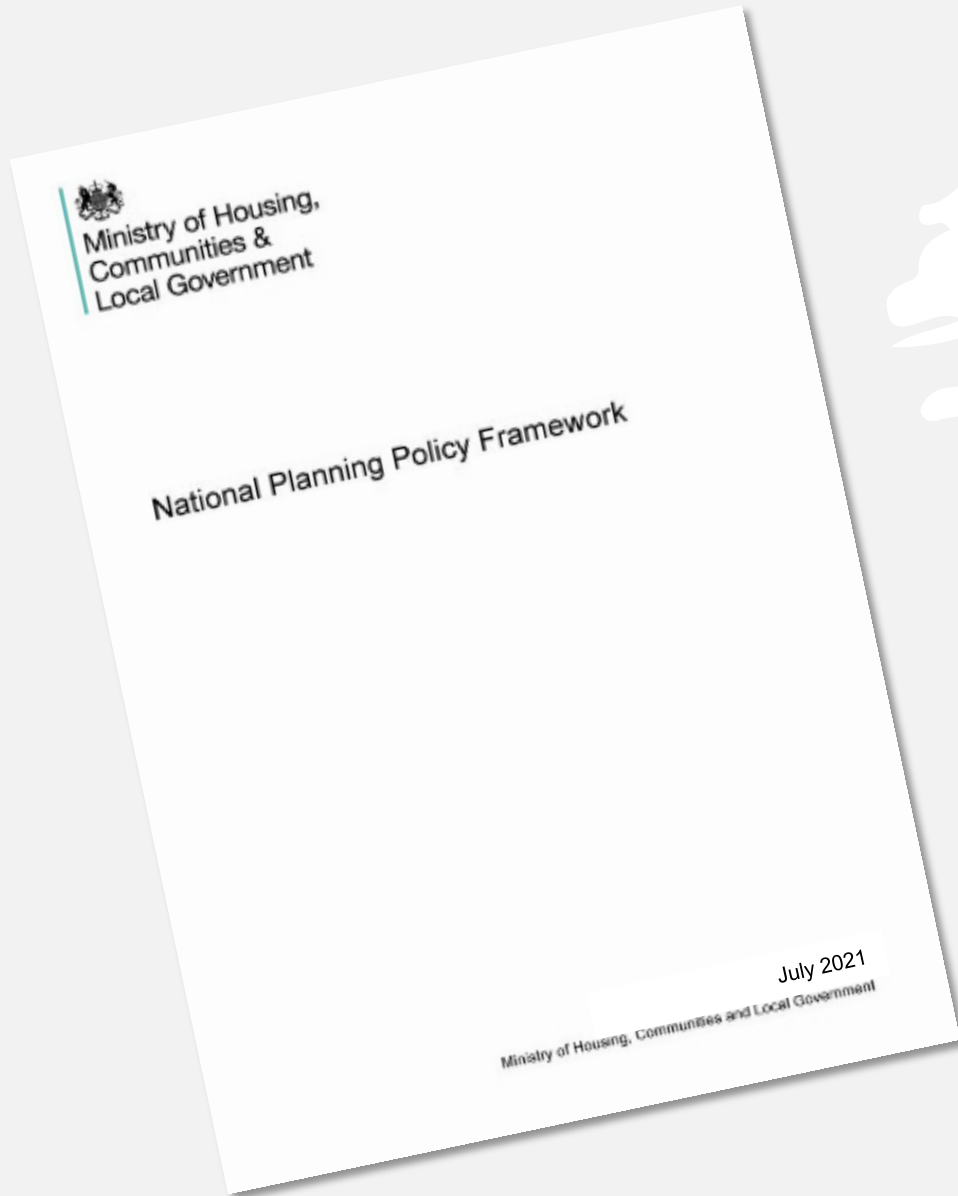 Ministry of Housing,
Communities &
Local Government
National Planning Policy Framework
July 2021
Ministry of Housing, Communities and Local Government